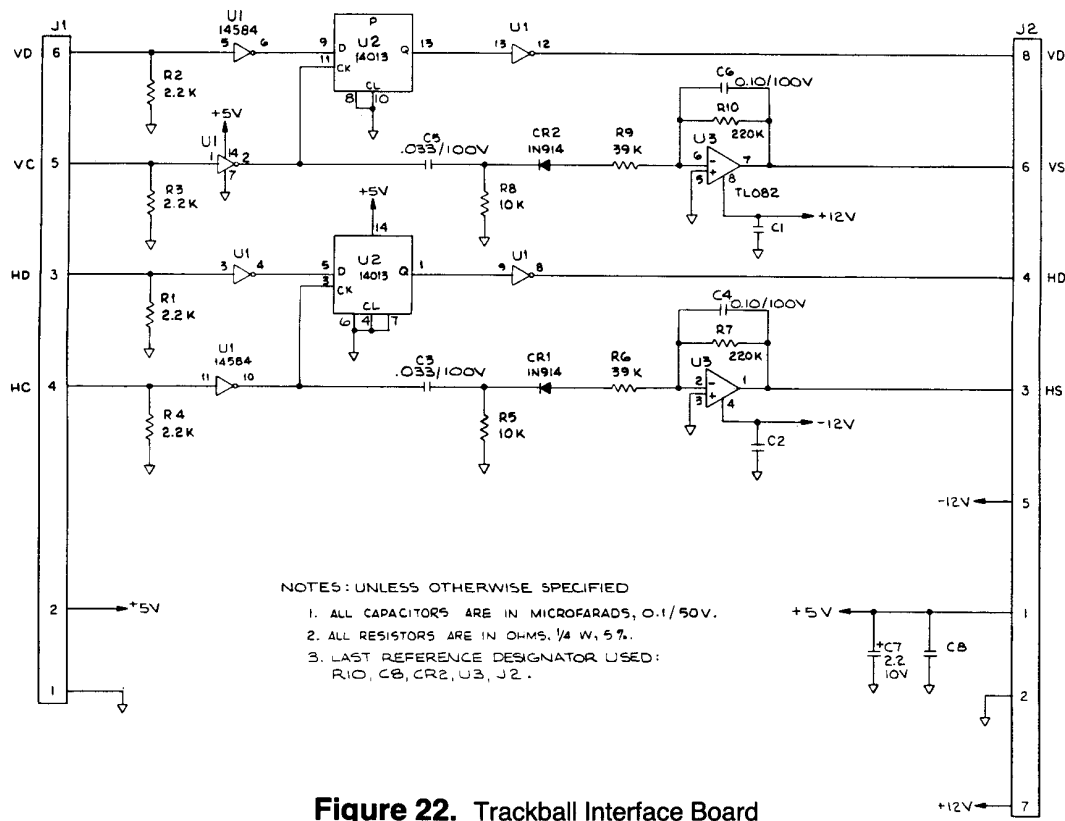 J1
U1
14584
P
U2
14013
D
Q
CK
CL
9
11
13
8
10
U1
13
12
J2
VD
6
5
6
8
VD
R2
2.2K
+5V
U1
14
1
2
7
C5
.033/100V
CR2
1N914
R9
39K
C6
0.10/100V
R10
220K
U3
6
-
5
+
7
8
TL082
VC
5
6
VS
R3
2.2K
R8
10K
+12V
C1
+5V
14
U1
3
4
U2
14013
5
D
3
CK
Q
1
CL
6
4
7
U1
9
8
HD
3
4
HD
R1
2.2K
U1
14584
11
10
C3
.033/100V
CR1
1N914
R6
39K
C4
0.10/100V
R7
220K
U3
2
-
3
+
1
4
HC
4
3
HS
R4
2.2K
R5
10K
-12V
C2
-12V
5
NOTES: UNLESS OTHERWISE SPECIFIED
1. ALL CAPACITORS ARE IN MICROFARADS, 0.1/50V.
2. ALL RESISTORS ARE IN OHMS, 1/4 W, 5%.
3. LAST REFERENCE DESIGNATOR USED:
R10, C8, CR2, U3, J2.
2
+5V
+5V
1
+C7
2.2
10V
C8
1
2
+12V
7
Figure 22. Trackball Interface Board